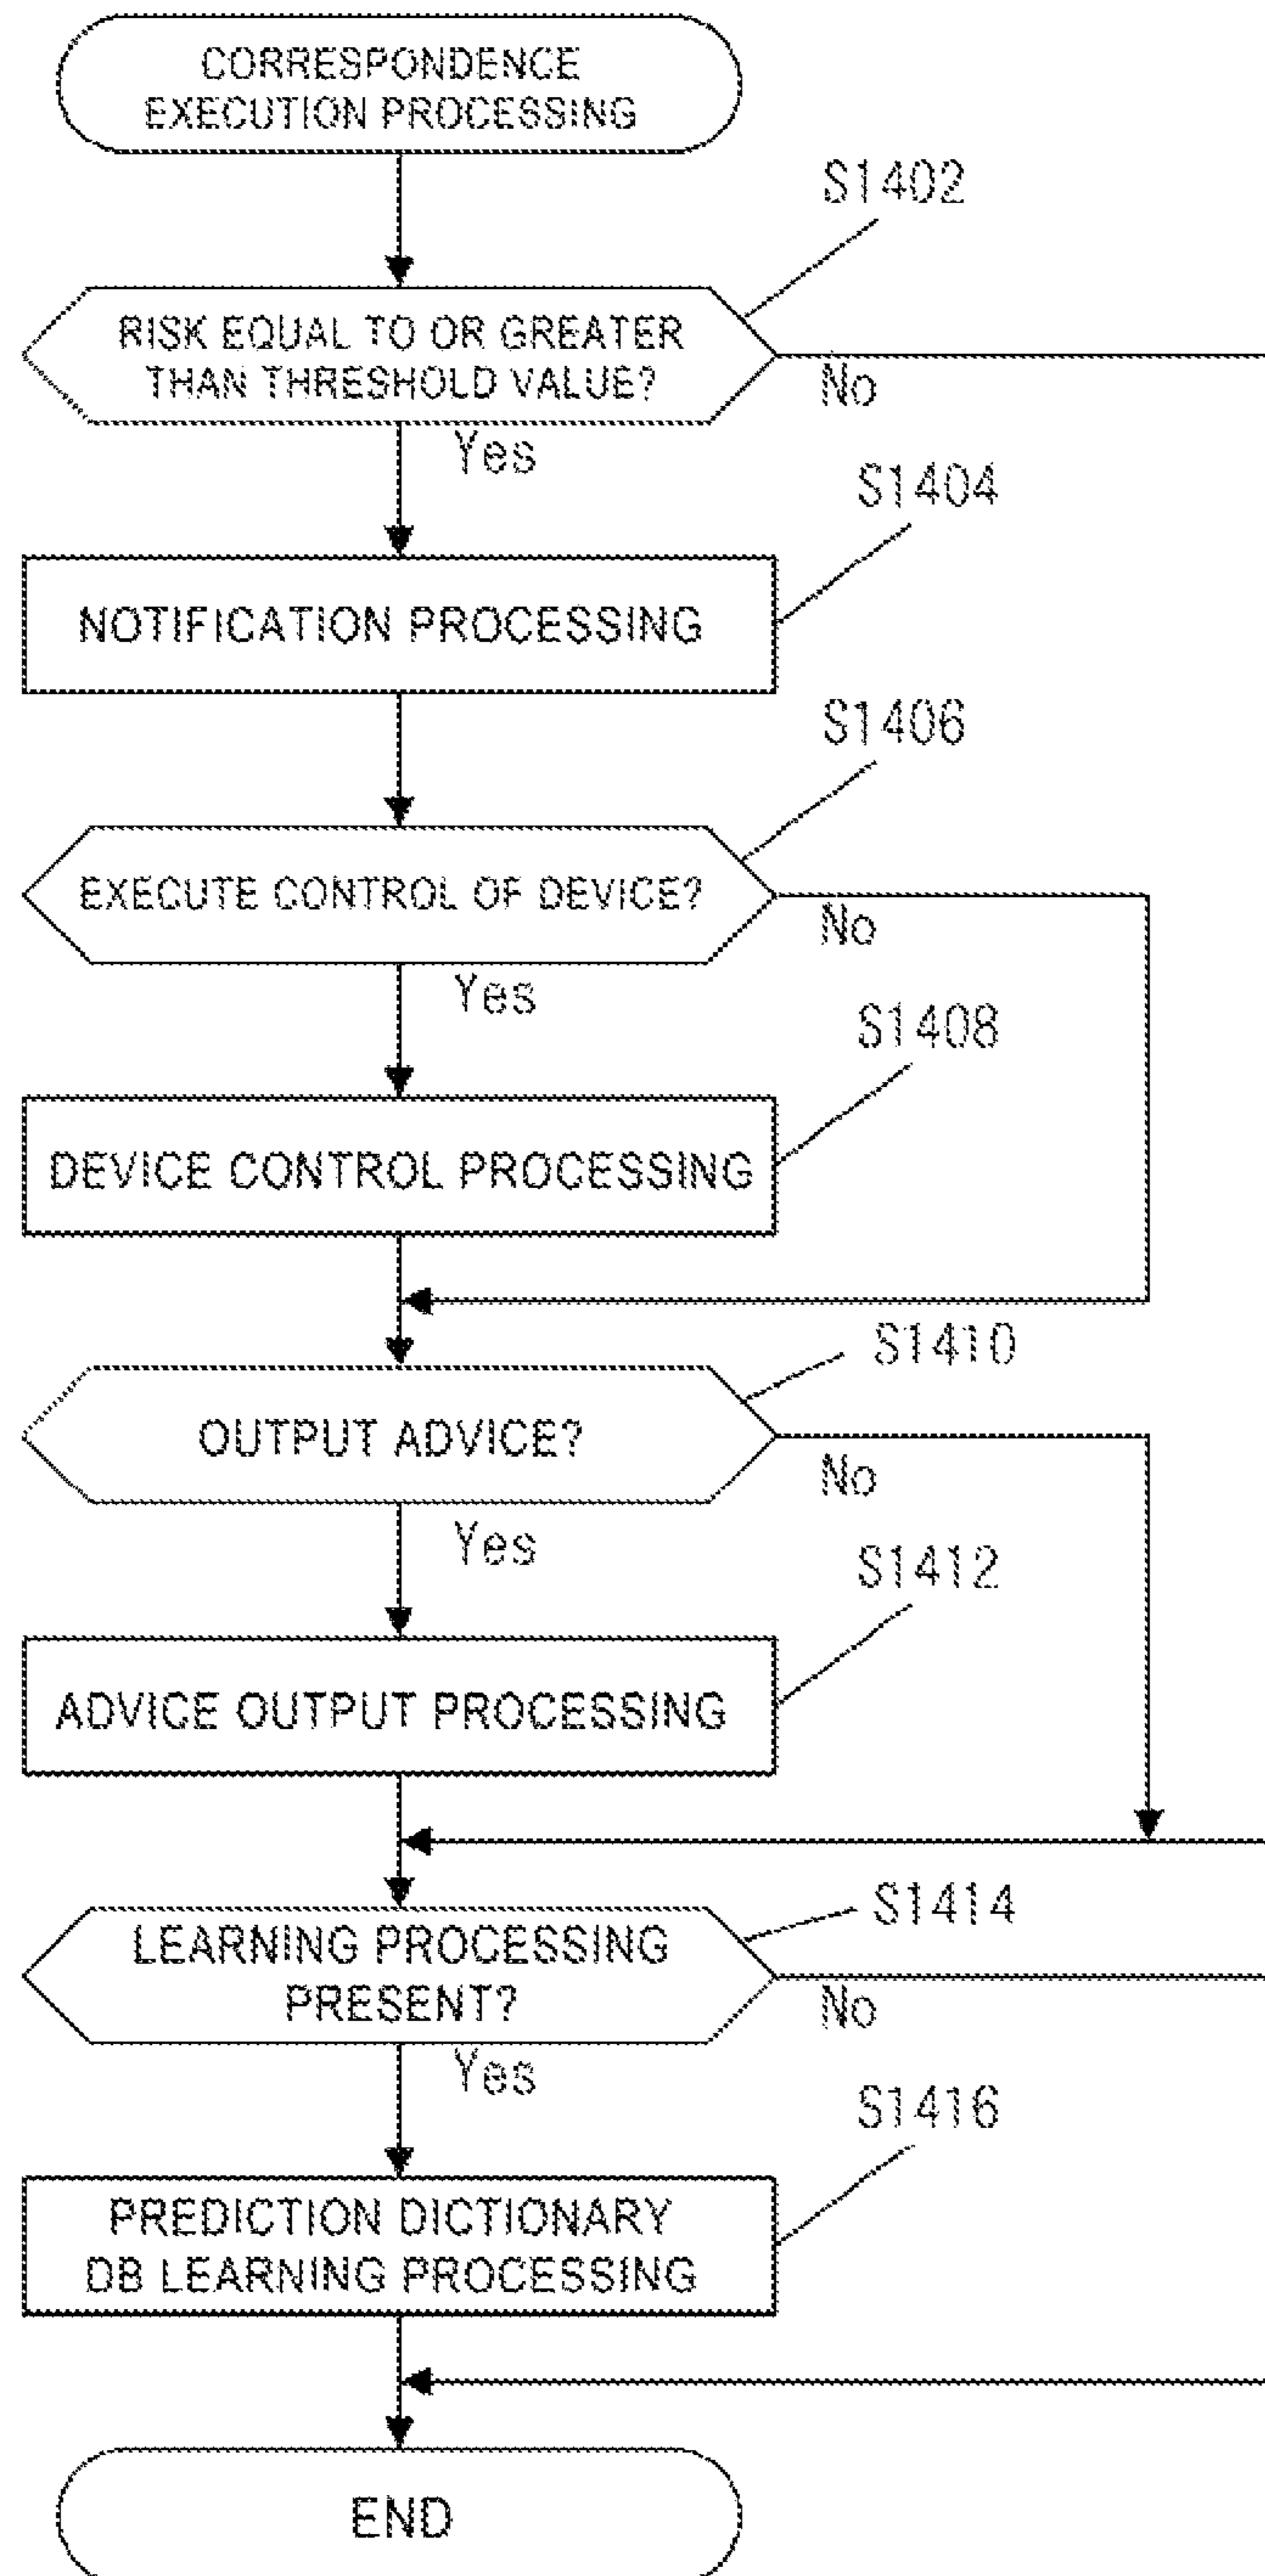 CORRESPONDENCE
EXECUTION PROCESSING
S1402
RISK EQUAL TO OR GREATER
THAN THRESHOLD VALUE?
No
Yes
S1404
NOTIFICATION PROCESSING
S1406
EXECUTE CONTROL OF DEVICE?
No
Yes
S1408
DEVICE CONTROL PROCESSING
S1410
OUTPUT ADVICE?
No
Yes
S1412
ADVICE OUTPUT PROCESSING
S1414
LEARNING PROCESSING
PRESENT?
No
Yes
S1416
PREDICTION DICTIONARY
DB LEARNING PROCESSING
END